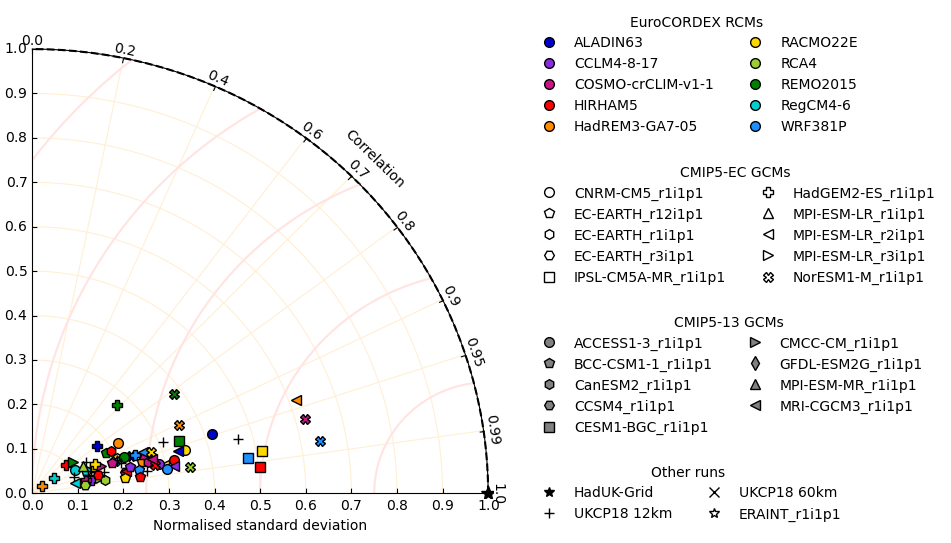 EuroCORDEX RCMs
ALADIN63 RACMO22E
CCLM4-8-17 RCA4
COSMO-crCLIM-v1-1 REMO2015
HIRHAM5 RegCM4-6
HadREM3-GA7-05 WRF381P
CMIP5-EC GCMs
CNRM-CM5_r1i1p1 HadGEM2-ES_r1i1p1
EC-EARTH_r12i1p1 MPI-ESM-LR_r1i1p1
EC-EARTH_r1i1p1 MPI-ESM-LR_r2i1p1
EC-EARTH_r3i1p1 MPI-ESM-LR_r3i1p1
IPSL-CM5A-MR_r1i1p1 NorESM1-M_r1i1p1
CMIP5-13 GCMs
ACCESS1-3_r1i1p1 CMCC-CM_r1i1p1
BCC-CSM1-1_r1i1p1 GFDL-ESM2G_r1i1p1
CanESM2_r1i1p1 MPI-ESM-MR_r1i1p1
CCSM4_r1i1p1 MRI-CGCM3_r1i1p1
CESM1-BGC_r1i1p1
Other runs
HadUK-Grid UKCP18 60km
UKCP18 12km ERAINT_r1i1p1
0.0
0.2
0.4
0.6
Correlation
0.7
0.8
0.9
0.95
0.99
1.0
1.0
0.9
0.8
0.7
0.6
0.5
0.4
0.3
0.2
0.1
0.0
0.0 0.1 0.2 0.3 0.4 0.5 0.6 0.7 0.8 0.9 1.0
Normalised standard deviation